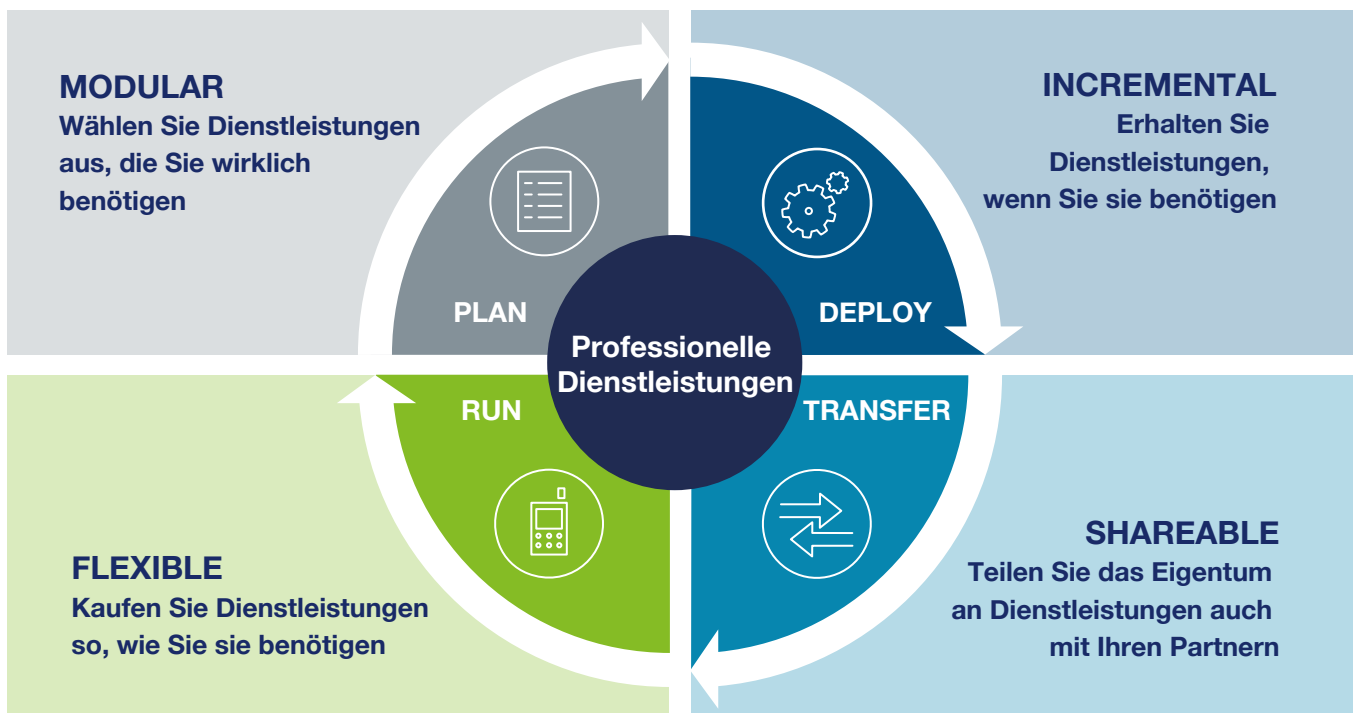 MODULAR
Wählen Sie Dienstleistungen
aus, die Sie wirklich
benötigen
INCREMENTAL
Erhalten Sie
Dienstleistungen,
wenn Sie sie benötigen
PLAN
DEPLOY
Professionelle
Dienstleistungen
RUN
TRANSFER
FLEXIBLE
Kaufen Sie Dienstleistungen
so, wie Sie sie benötigen
SHAREABLE
Teilen Sie das Eigentum
an Dienstleistungen auch
mit Ihren Partnern